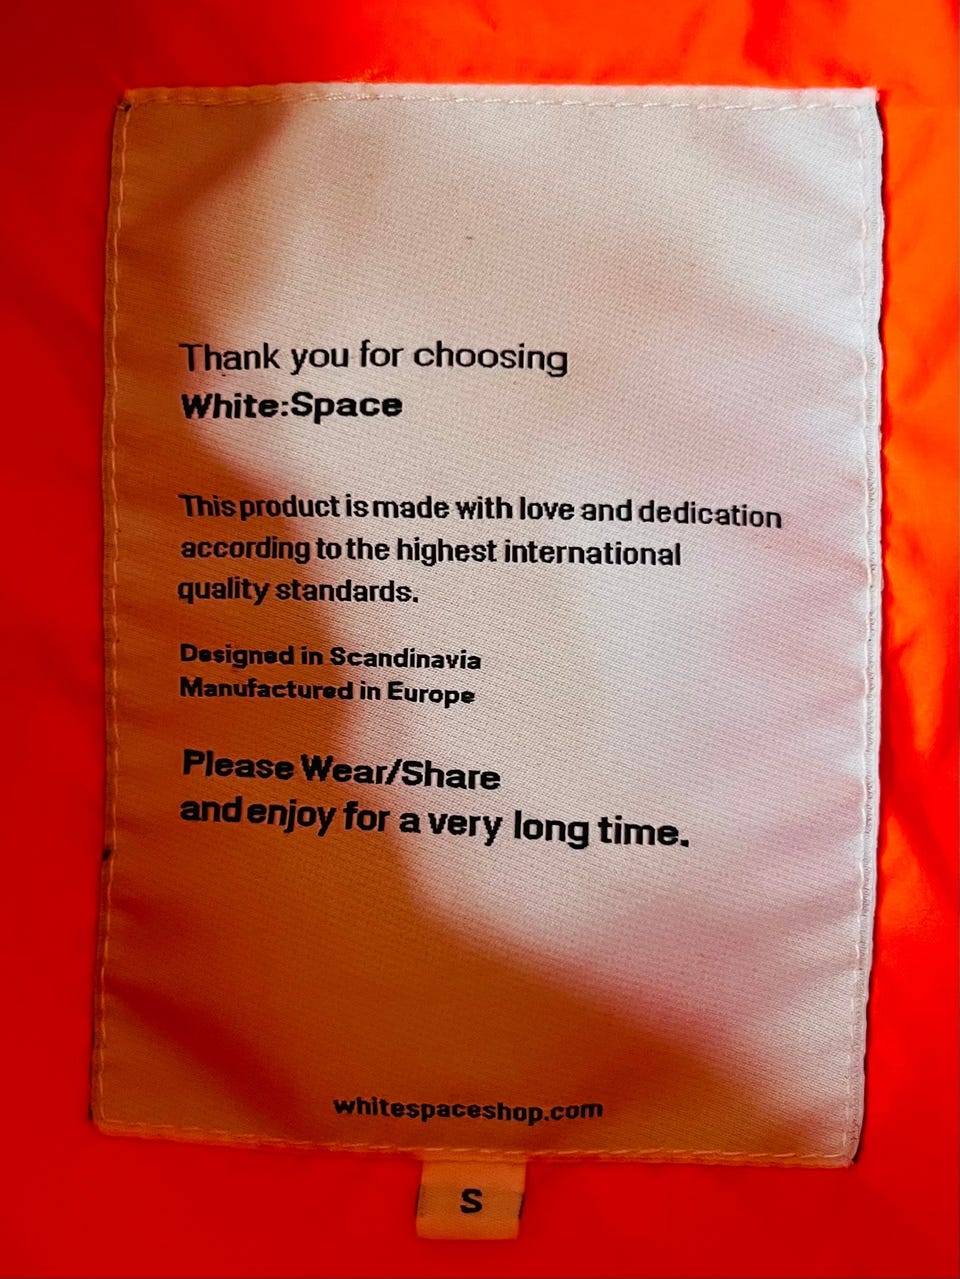 Thank you for choosing
White:Space
This product is made with love and dedication
according to the highest international
quality standards.
Designed in Scandinavia
Manufactured in Europe
Please Wear/Share
and enjoy for a very long time.
whitespaceshop.com
S